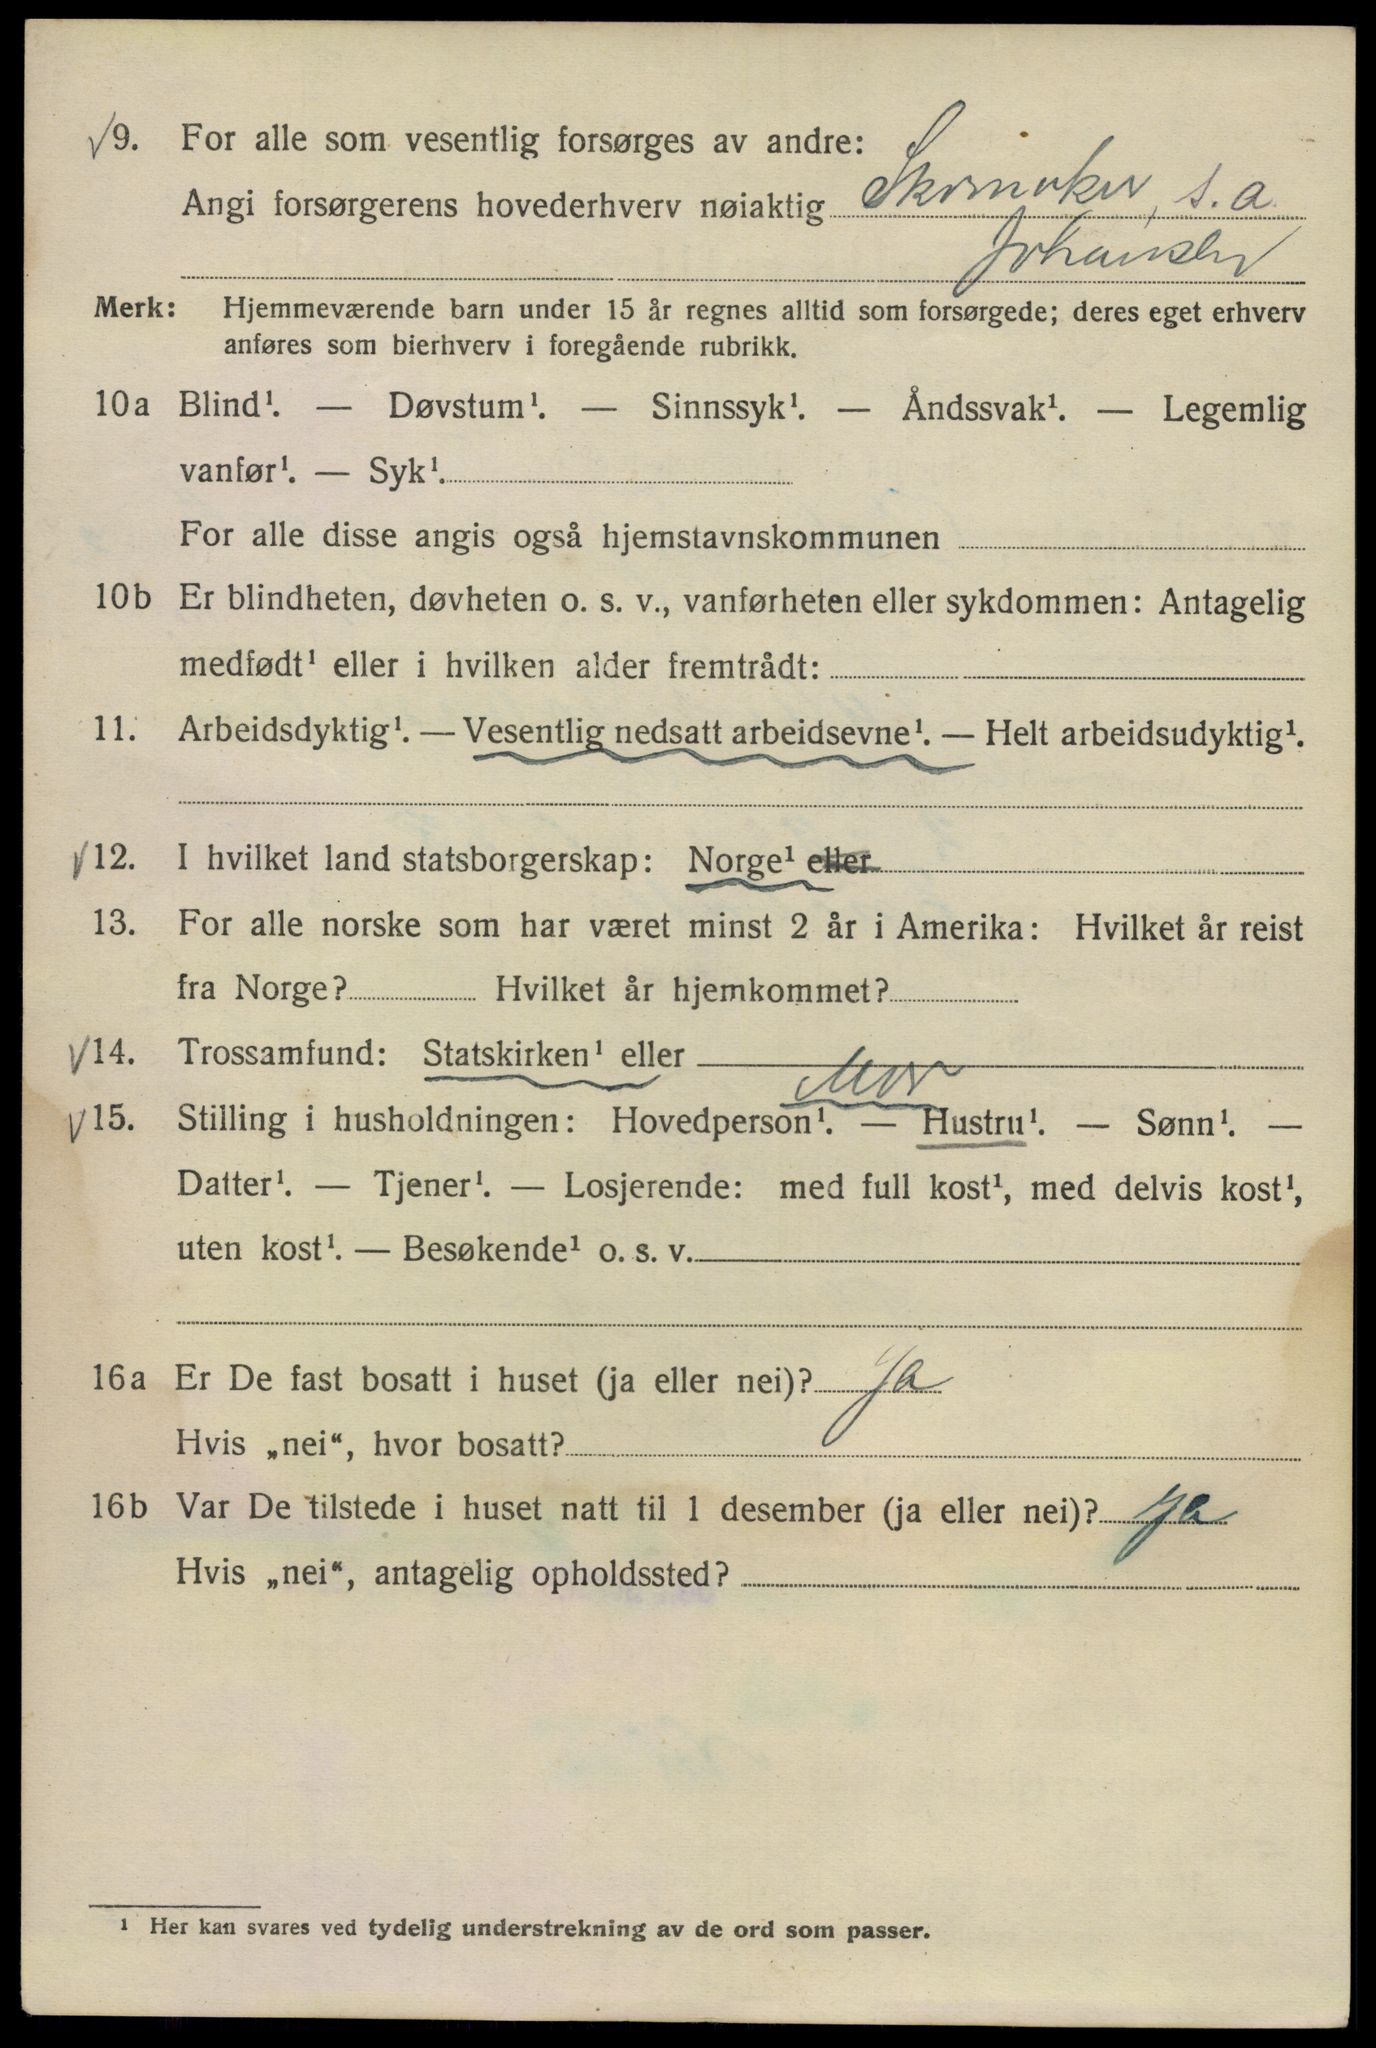 9. For alle som vesentlig forsørges av andre:
Angi forsørgerens hovederhverv nøiaktig Skomaker, s. a
Johansen
Merk: Hjemmeværende barn under 15 år regnes alltid som forsørgede; deres eget erhverv
anføres som bierhverv i foregående rubrikk.
10a Blind¹. — Døvstum¹. — Sinnssyk¹. — Åndssvak¹. — Legemlig
vanfør¹. — Syk¹.
For alle disse angis også hjemstavnskommunen
10b Er blindheten, døvheten o. s. v., vanførheten eller sykdommen: Antagelig
medfødt¹ eller i hvilken alder fremtrådt:
11. Arbeidsdyktig¹. — Vesentlig nedsatt arbeidsevne¹. — Helt arbeidsudyktig¹.
12. I hvilket land statsborgerskap: Norge¹ eller
13. For alle norske som har været minst 2 år i Amerika: Hvilket år reist
fra Norge? Hvilket år hjemkommet?
14. Trossamfund: Statskirken¹ eller
Mor
15. Stilling i husholdningen: Hovedperson¹. — Hustru¹. — Sønn¹. —
Datter¹. — Tjener¹. — Losjerende: med full kost¹, med delvis kost¹,
uten kost¹. — Besøkende¹ o. s. v.
16a Er De fast bosatt i huset (ja eller nei)? Ja
Hvis „nei“, hvor bosatt?
16b Var De tilstede i huset natt til 1 desember (ja eller nei)? Ja
Hvis „nei“, antagelig opholdssted?
¹ Her kan svares ved tydelig understrekning av de ord som passer.